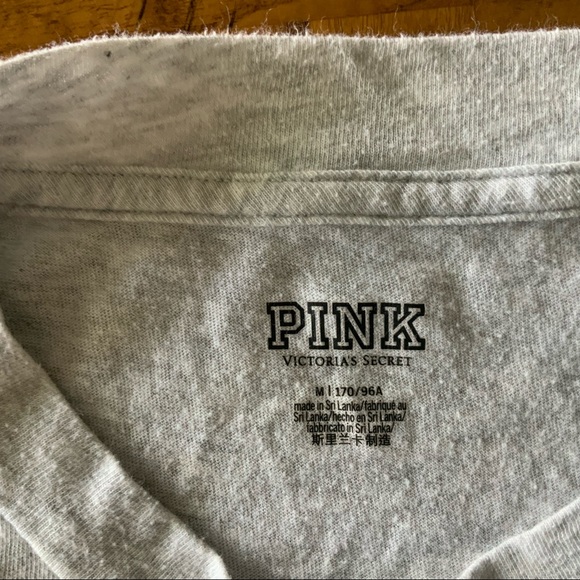 PINK
VICTORIA'S SECRET
M | 170/96A
made in Sri Lanka/fabriqué au
Sri Lanka/hecho en Sri Lanka/
fabbricato in Sri Lanka/
斯里兰卡制造